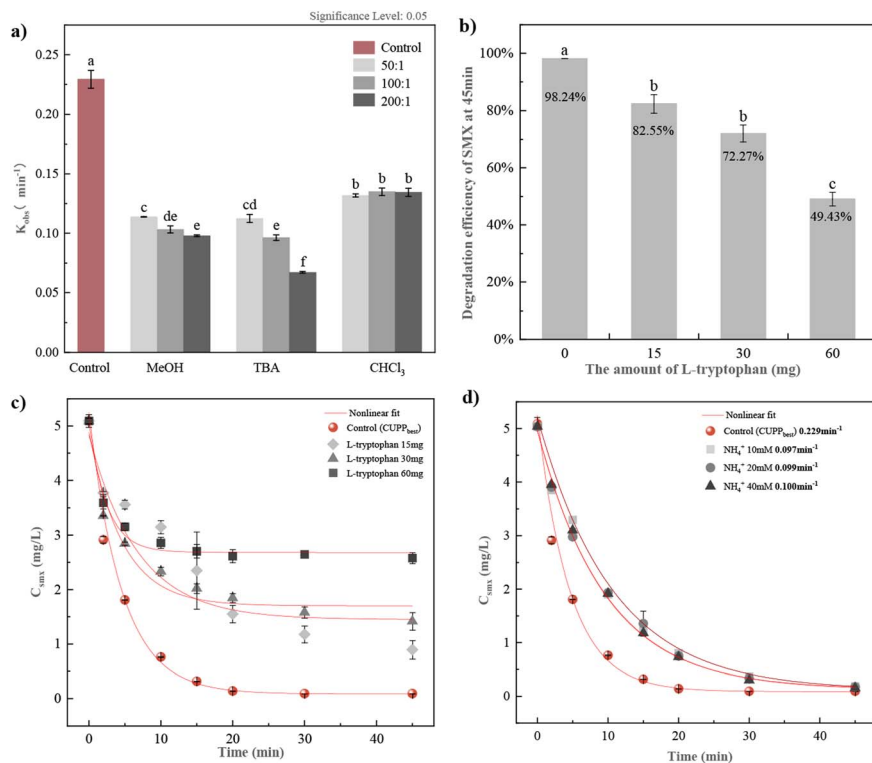 Significance Level: 0.05
a)
Control
50:1
100:1
200:1
a
c
de
e
cd
e
f
b
b
b
0.25
0.20
0.15
0.10
0.05
0.00
K_obs( min⁻¹)
Control
MeOH
TBA
CHCl₃
b)
100%
80%
60%
40%
20%
0%
Degradation efficiency of SMX at 45min
a
98.24%
b
82.55%
b
72.27%
c
49.43%
0
15
30
60
The amount of L-tryptophan (mg)
c)
Nonlinear fit
Control (CUPP_best)
L-tryptophan 15mg
L-tryptophan 30mg
L-tryptophan 60mg
5
4
3
2
1
0
C_smx (mg/L)
0
10
20
30
40
Time (min)
d)
Nonlinear fit
Control (CUPP_best) 0.229min⁻¹
NH₄⁺ 10mM 0.097min⁻¹
NH₄⁺ 20mM 0.099min⁻¹
NH₄⁺ 40mM 0.100min⁻¹
5
4
3
2
1
0
C_smx (mg/L)
0
10
20
30
40
50
Time (min)